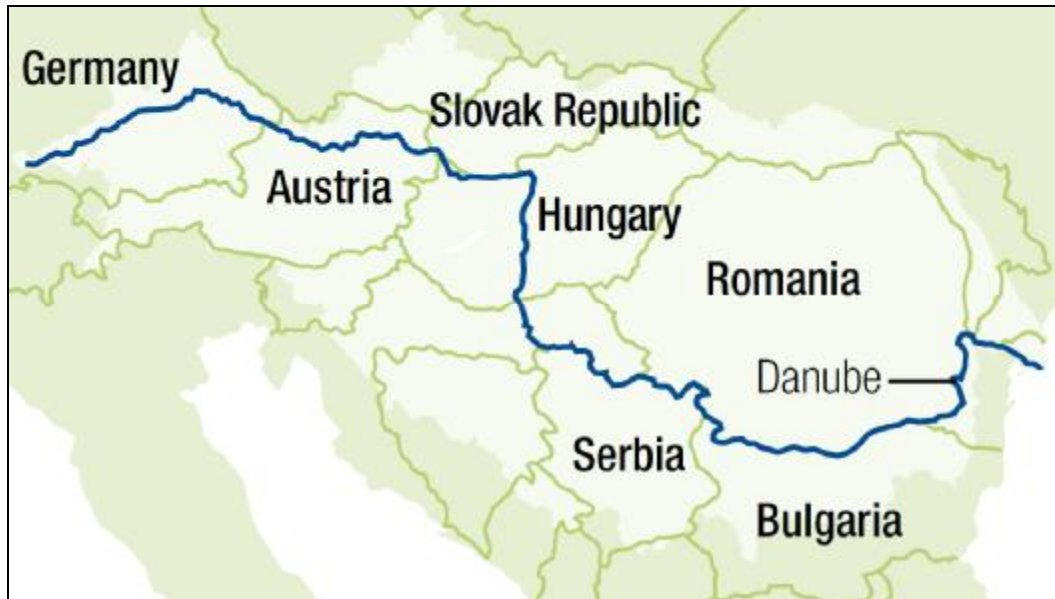 Germany
Slovak Republic
Austria
Hungary
Romania
Danube
Serbia
Bulgaria